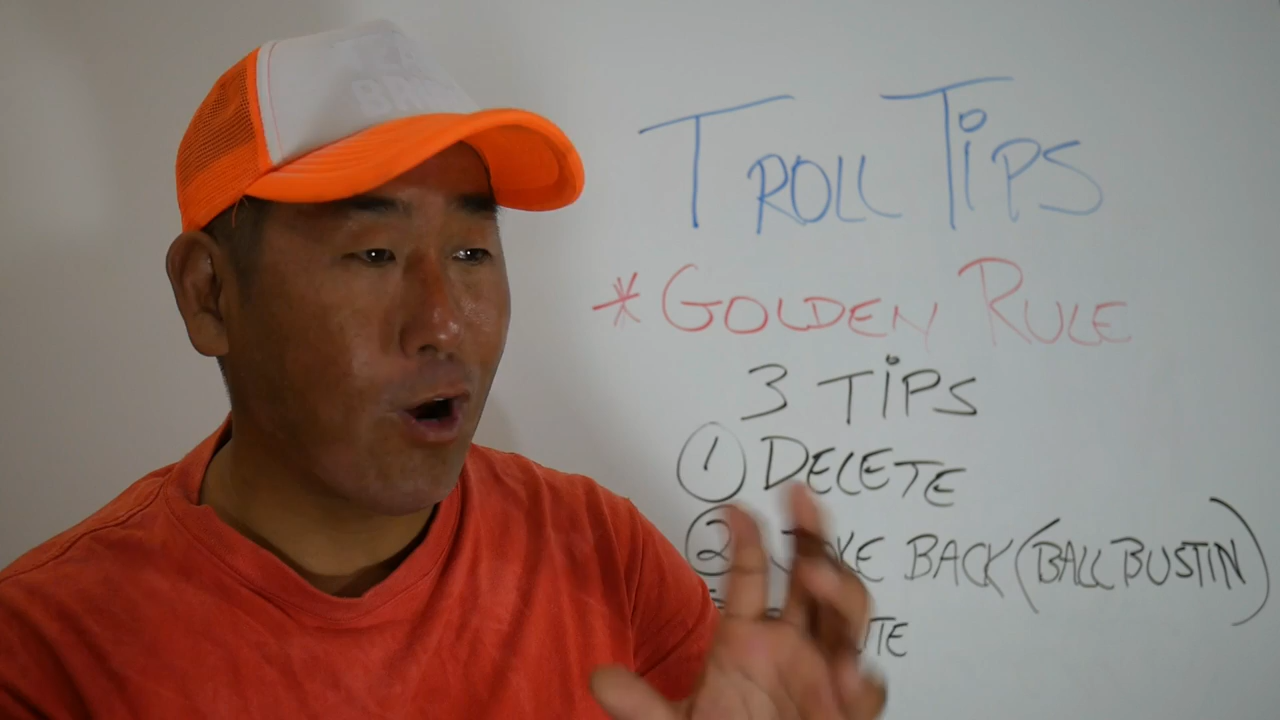 TROLL TIPS
* GOLDEN RULE
3 TIPS
1 DELETE
2 BACK (BALL BUSTIN)